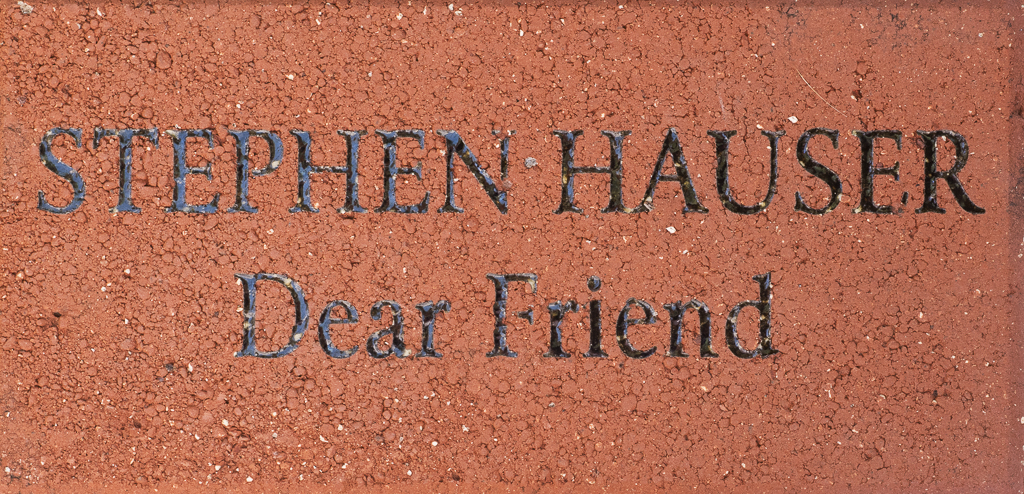 STEPHEN HAUSER
Dear Friend